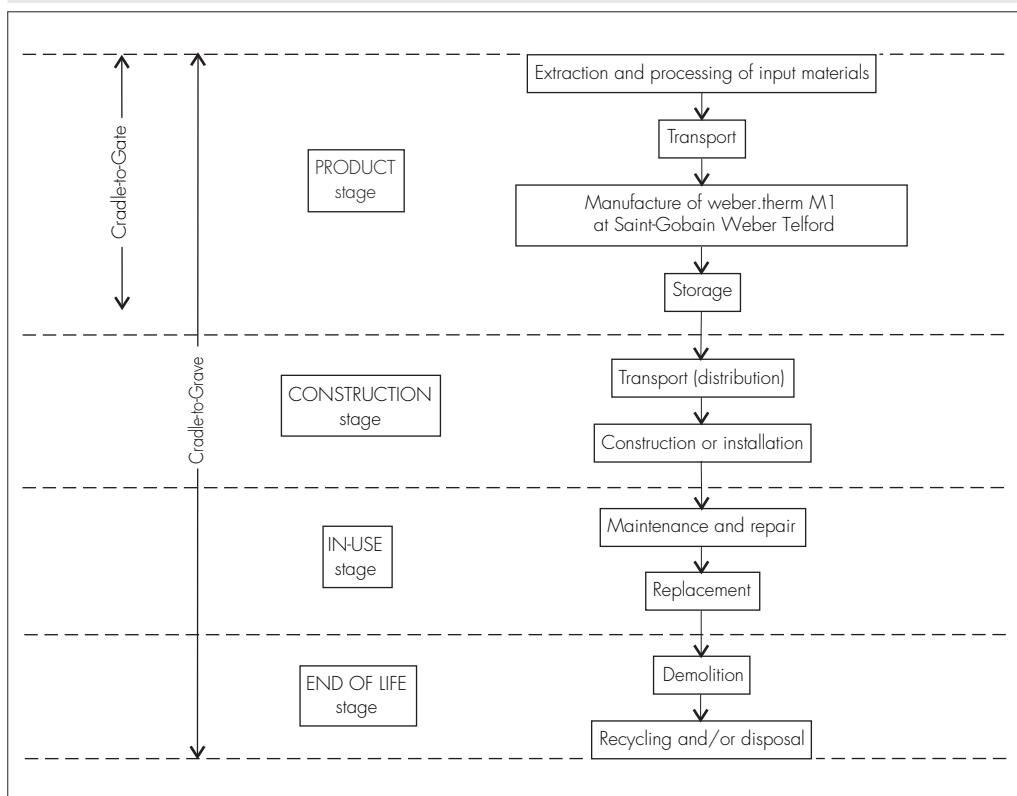 Extraction and processing of input materials
Transport
Cradle-to-Gate
PRODUCT
stage
Manufacture of weber.therm M1
at Saint-Gobain Weber Telford
Storage
Cradle-to-Grave
CONSTRUCTION
stage
Transport (distribution)
Construction or installation
IN-USE
stage
Maintenance and repair
Replacement
END OF LIFE
stage
Demolition
Recycling and/or disposal